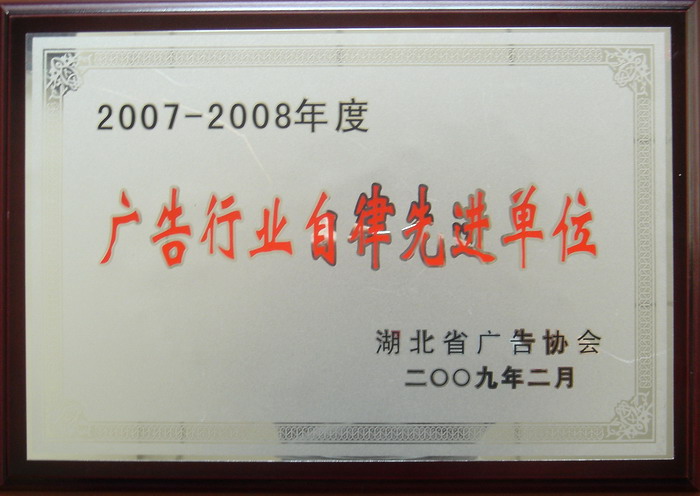 2007-2008年度
广告行业自律先进单位
湖北省广告协会
二〇〇九年二月